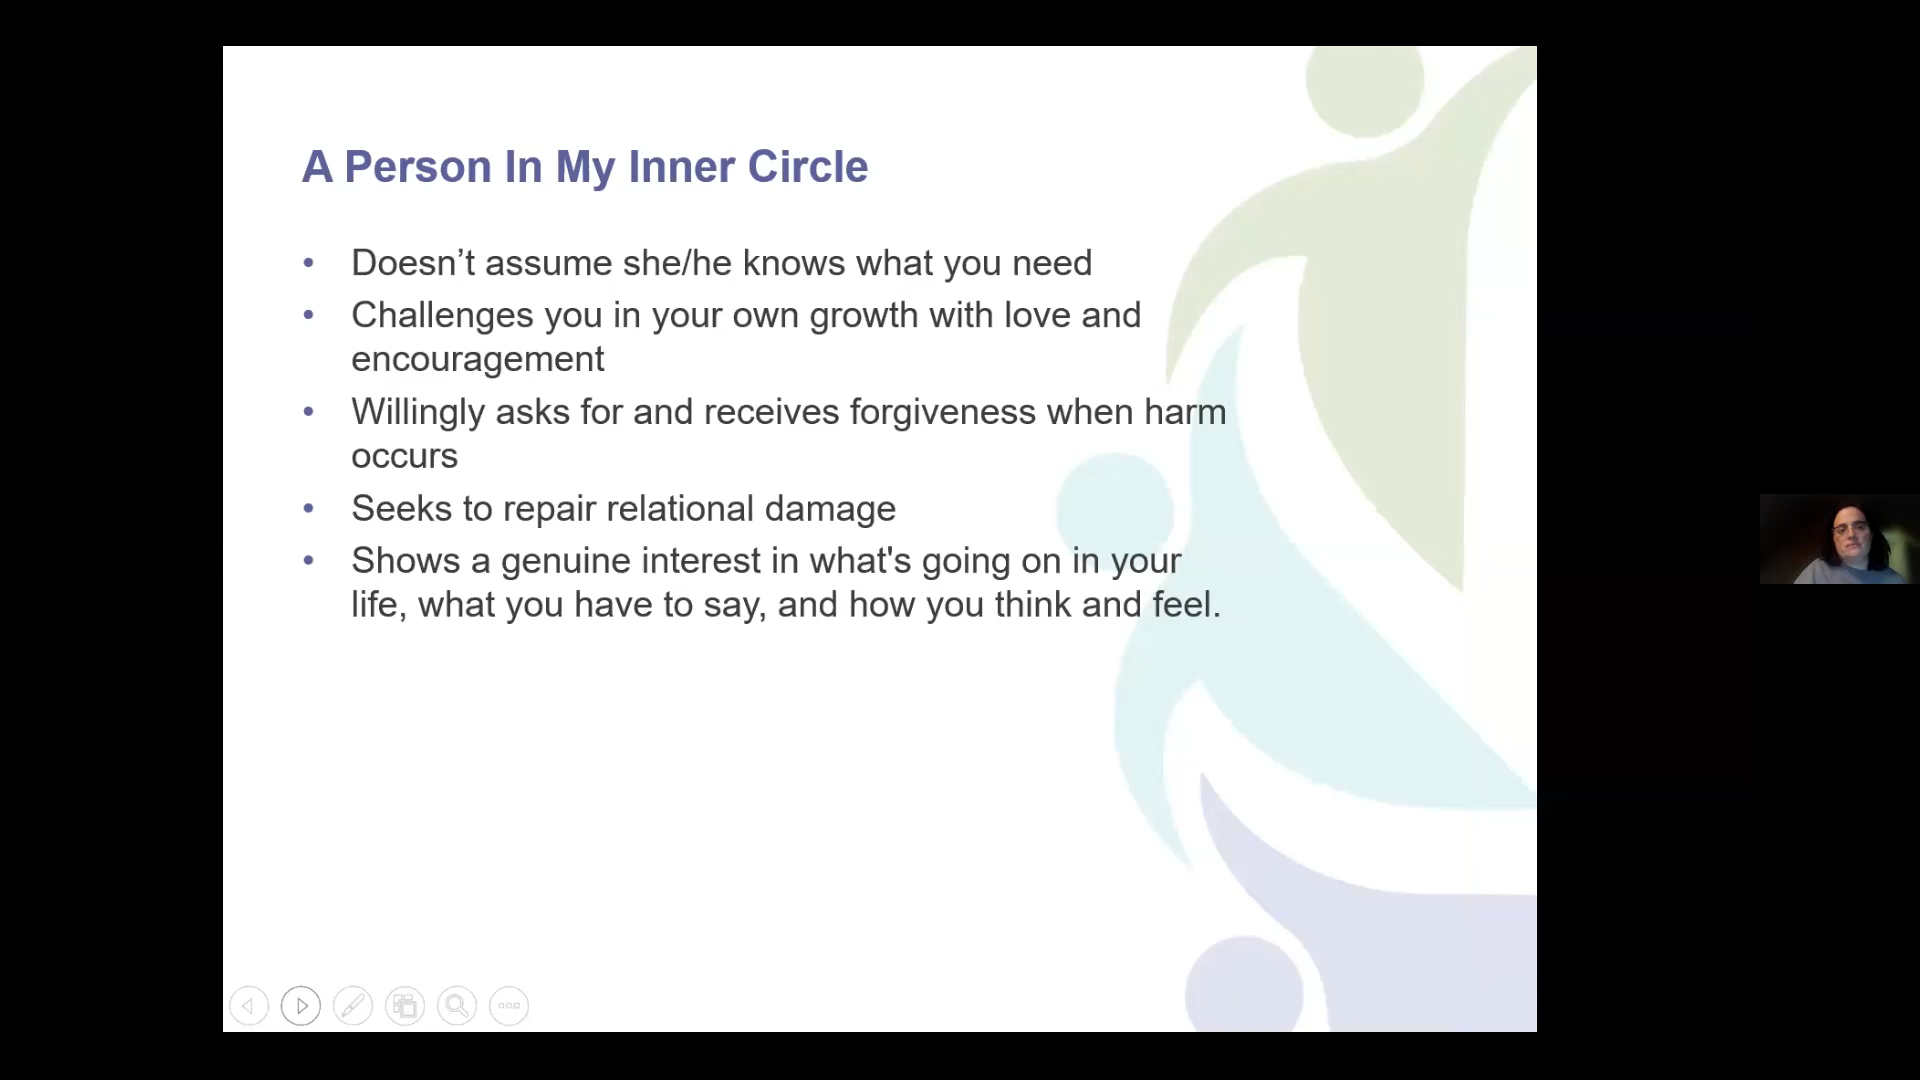 A Person In My Inner Circle
• Doesn’t assume she/he knows what you need
• Challenges you in your own growth with love and
encouragement
• Willingly asks for and receives forgiveness when harm
occurs
• Seeks to repair relational damage
• Shows a genuine interest in what's going on in your
life, what you have to say, and how you think and feel.